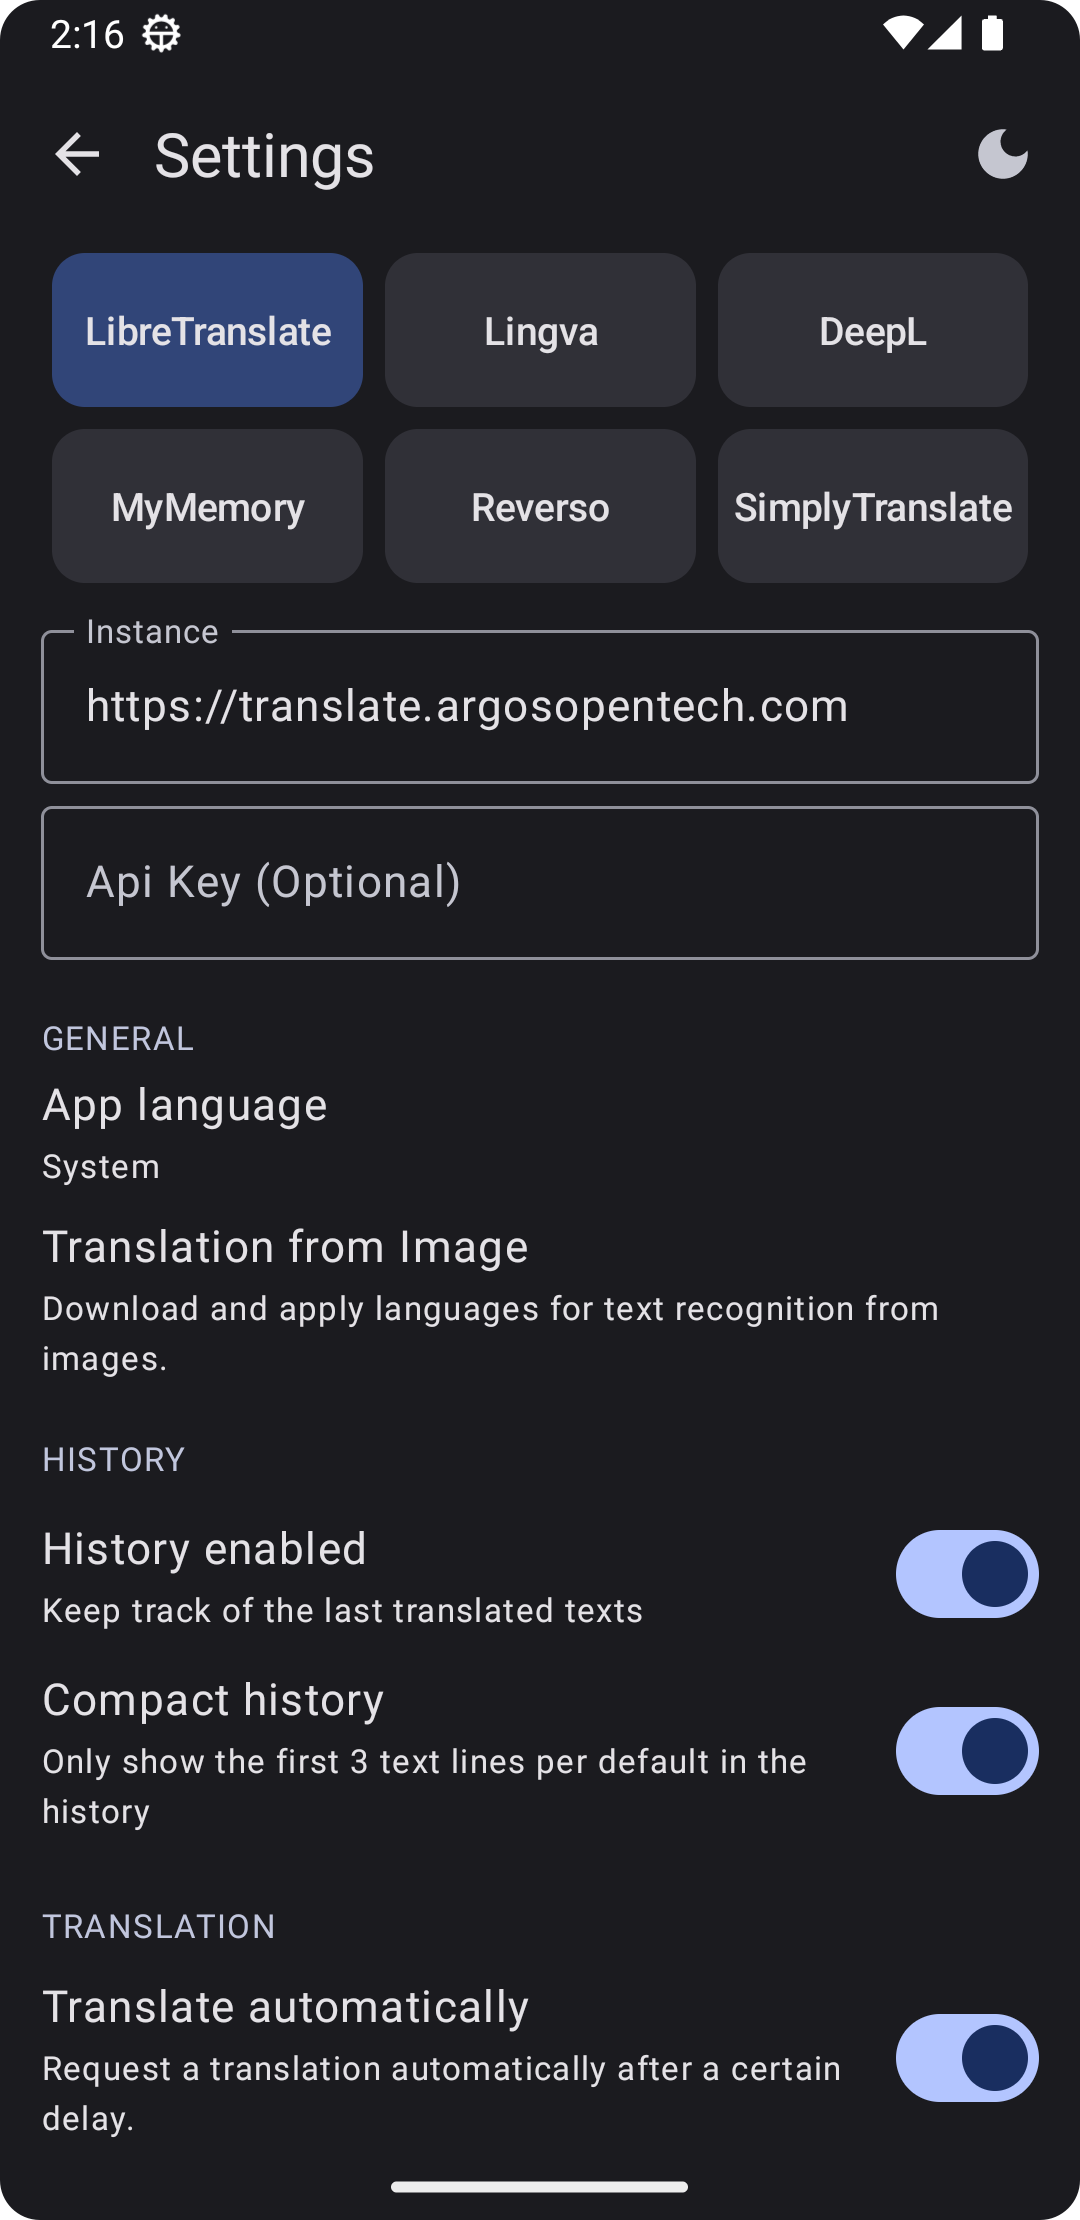 2:16
Settings
LibreTranslate
Lingva
DeepL
MyMemory
Reverso
SimplyTranslate
Instance
https://translate.argosopentech.com
Api Key (Optional)
GENERAL
App language
System
Translation from Image
Download and apply languages for text recognition from
images.
HISTORY
History enabled
Keep track of the last translated texts
Compact history
Only show the first 3 text lines per default in the
history
TRANSLATION
Translate automatically
Request a translation automatically after a certain
delay.